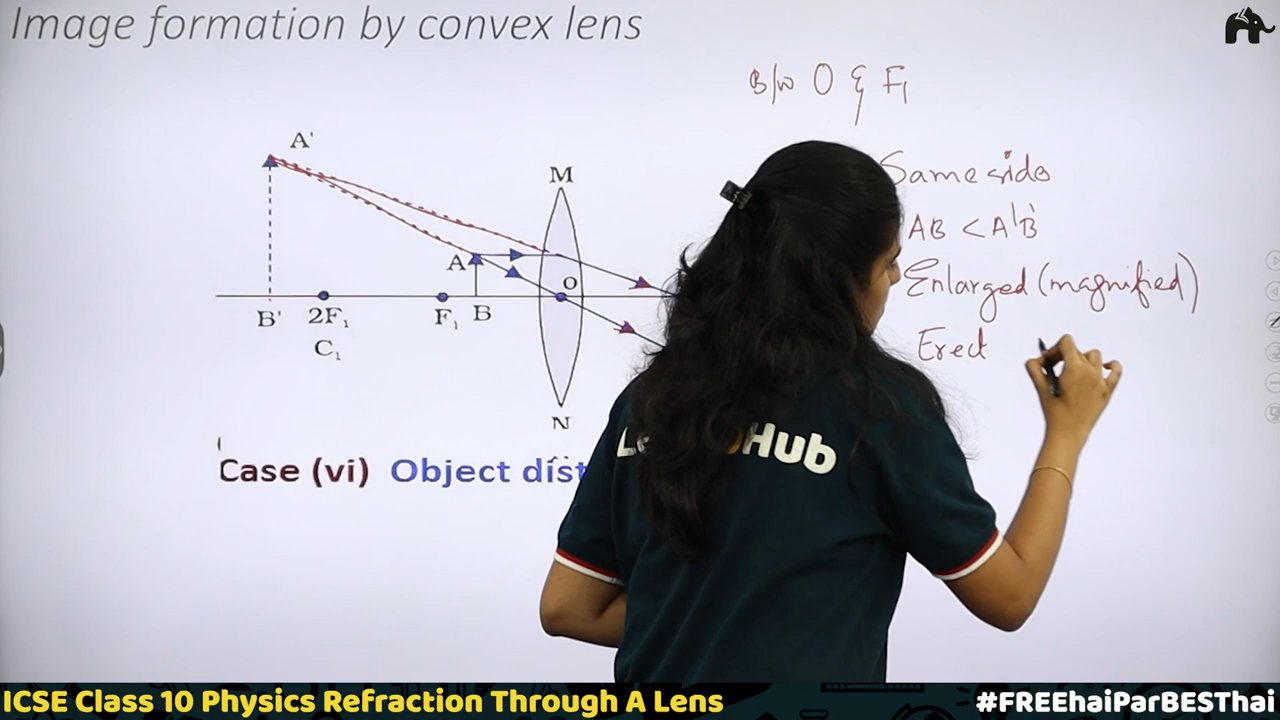 Image formation by convex lens
B/w O & F₁
A'
M
Same side
AB < A'B'
A
O
Enlarged (magnified)
B'
2F₁
F₁
B
C₁
Erect
N
Hub
Case (vi) Object dist
ICSE Class 10 Physics Refraction Through A Lens
#FREEhaiParBESThai